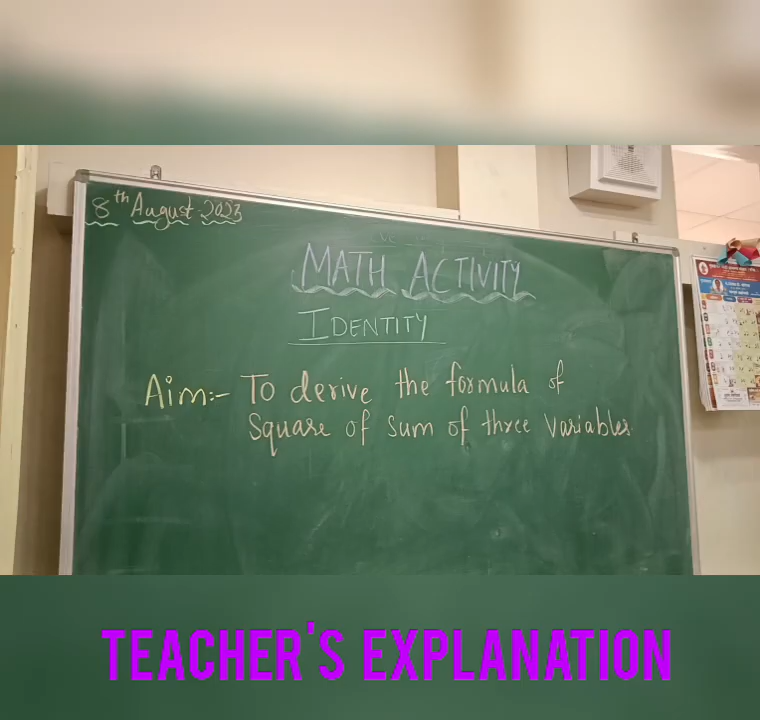 8th August 2023
MATH ACTIVITY
IDENTITY
Aim:- To derive the formula of
Square of sum of three variables.
TEACHER'S EXPLANATION